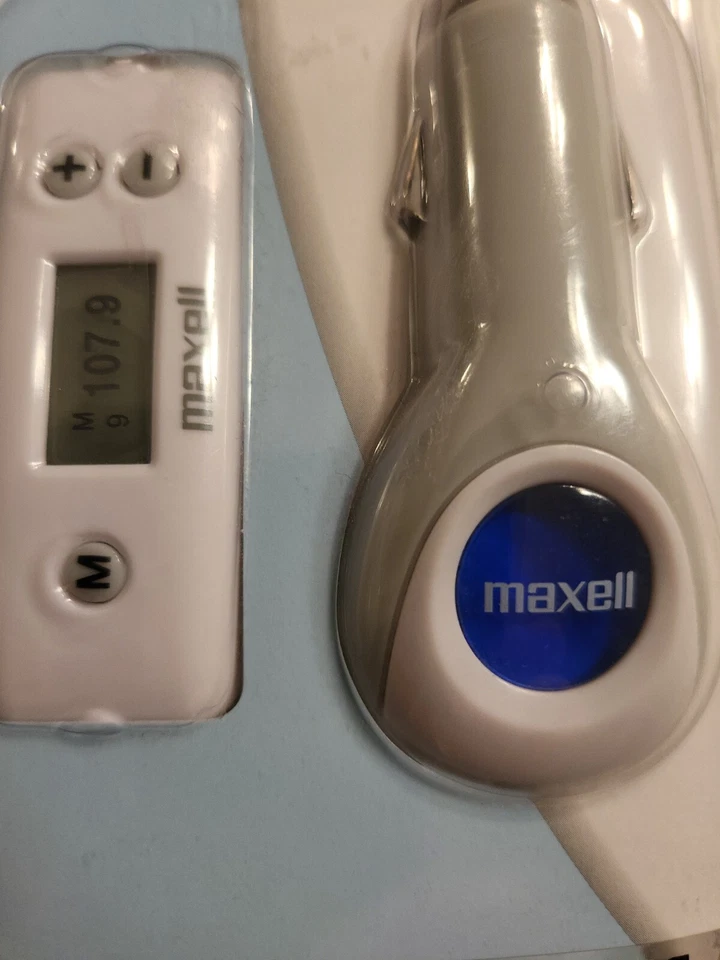 + −
M 107.9
9
maxell
M
maxell